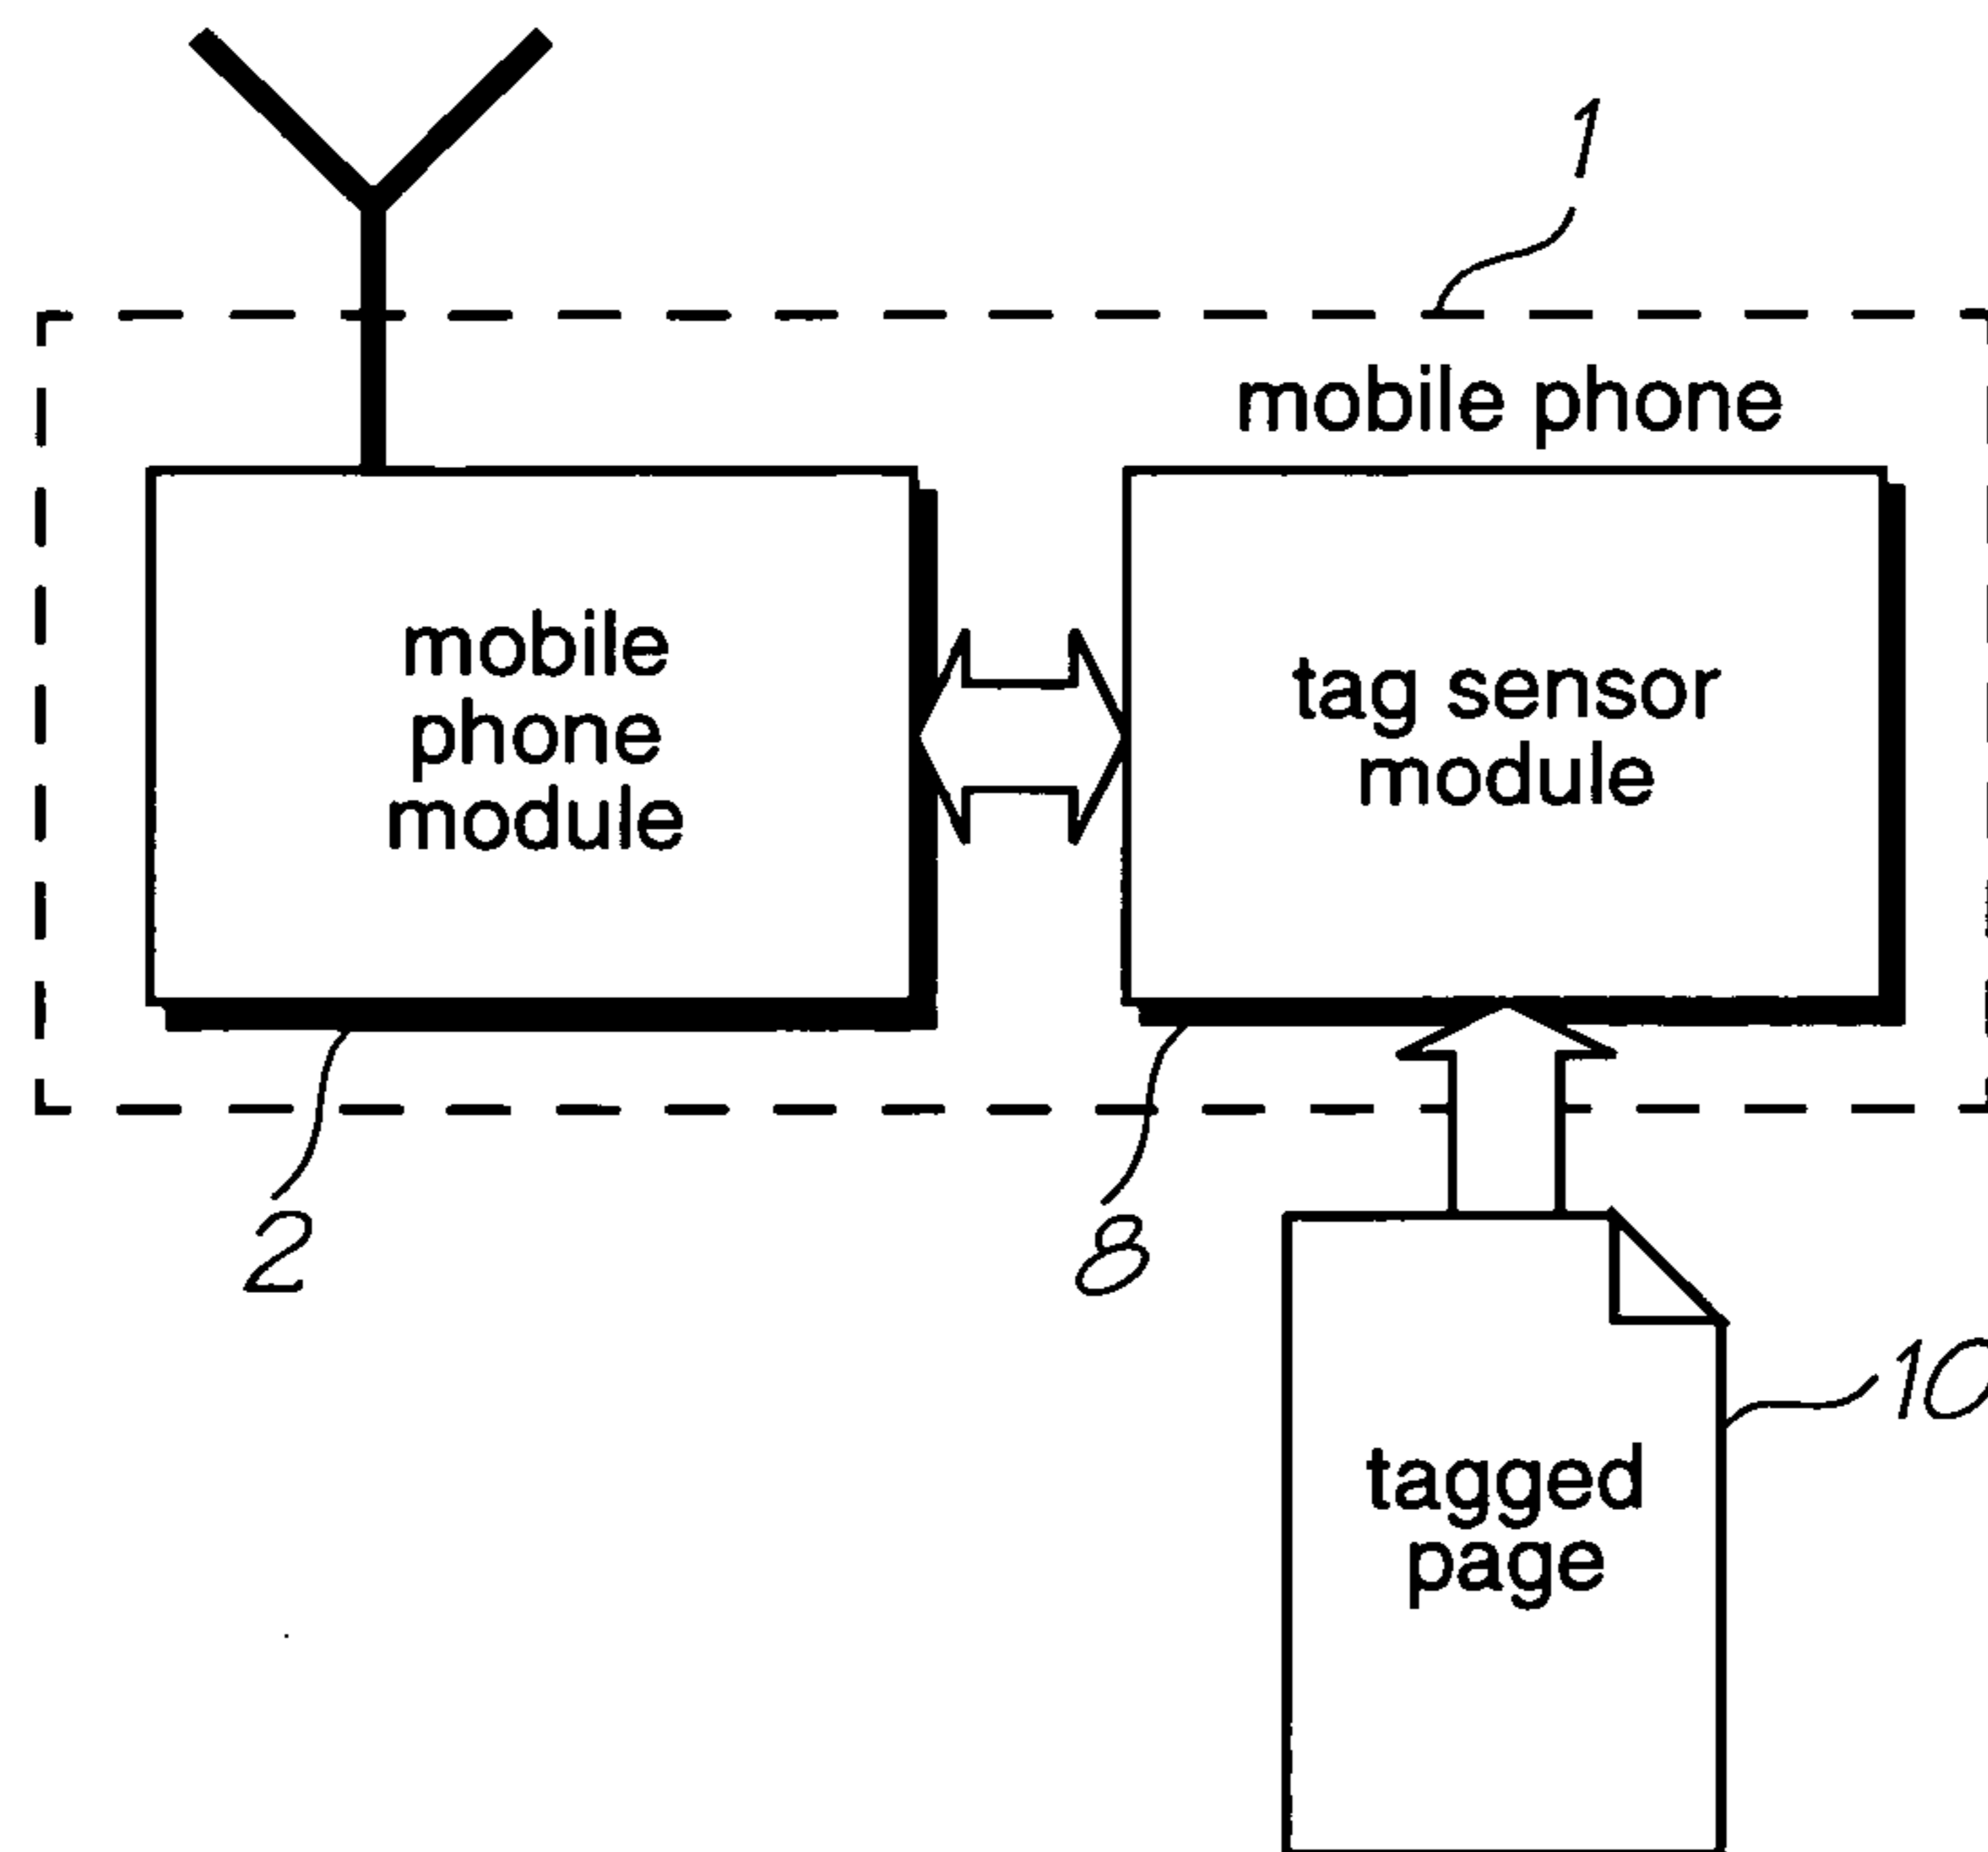 1
mobile phone
mobile
phone
module
tag sensor
module
2
8
10
tagged
page